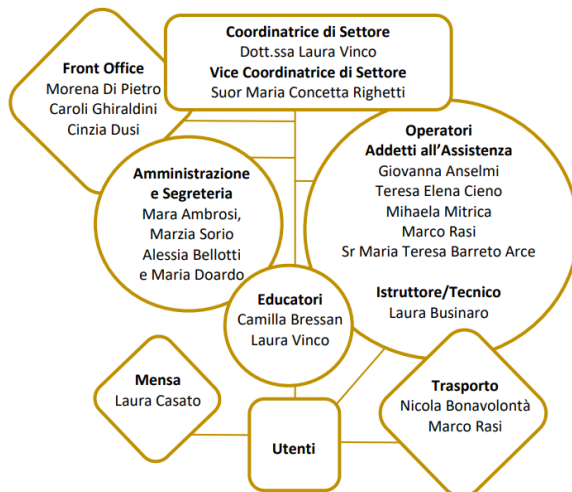 Coordinatrice di Settore
Dott.ssa Laura Vinco
Vice Coordinatrice di Settore
Suor Maria Concetta Righetti
Front Office
Morena Di Pietro
Caroli Ghiraldini
Cinzia Dusi
Operatori
Addetti all’Assistenza
Giovanna Anselmi
Teresa Elena Cieno
Mihaela Mitrica
Marco Rasi
Sr Maria Teresa Barreto Arce
Istruttore/Tecnico
Laura Businaro
Amministrazione
e Segreteria
Mara Ambrosi,
Marzia Sorio
Alessia Bellotti
e Maria Doardo
Educatori
Camilla Bressan
Laura Vinco
Mensa
Laura Casato
Utenti
Trasporto
Nicola Bonavolontà
Marco Rasi